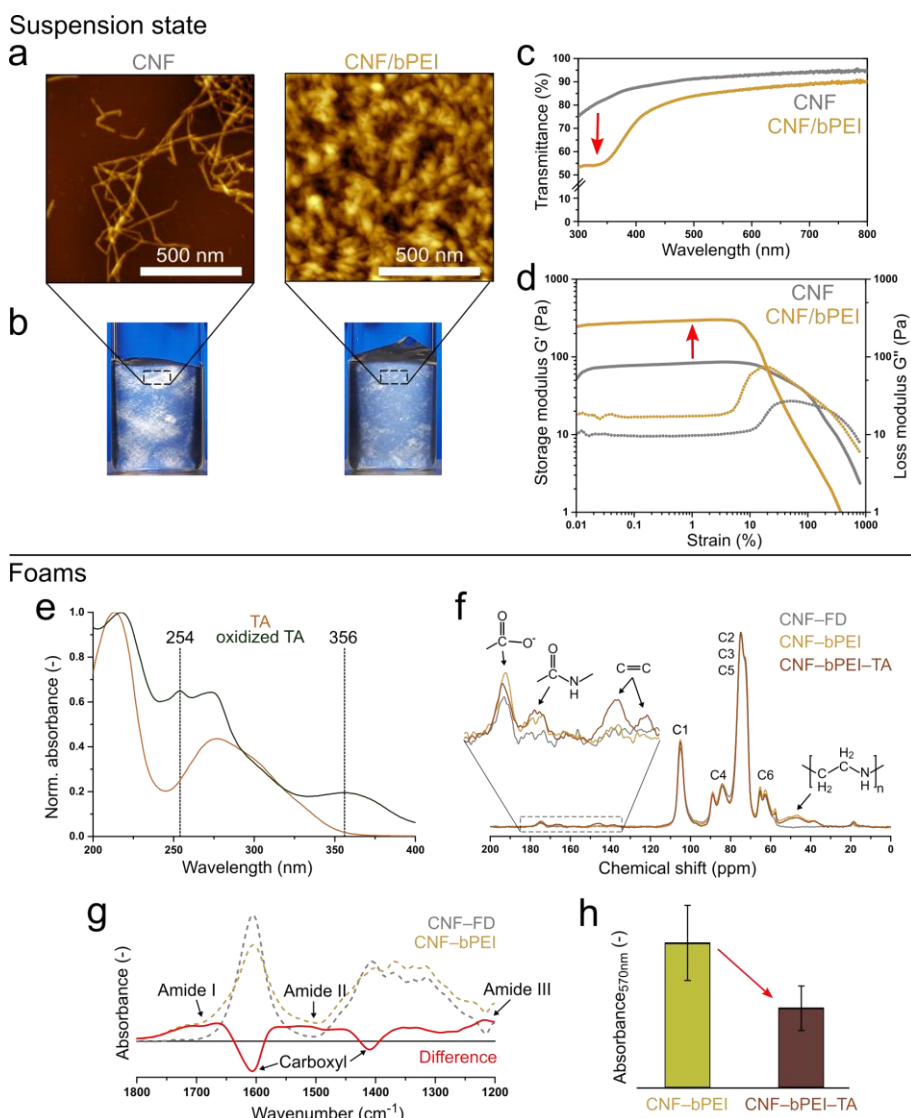 Suspension state
a
CNF
CNF/bPEI
500 nm
500 nm
b
c
Transmittance (%)
100
90
80
70
60
50
0
CNF
CNF/bPEI
300 400 500 600 700 800
Wavelength (nm)
d
Storage modulus G' (Pa)
1000
100
10
1
CNF
CNF/bPEI
1000
100
10
1
Loss modulus G'' (Pa)
0.01 0.1 1 10 100 1000
Strain (%)
Foams
e
Norm. absorbance (-)
1.0
0.8
0.6
0.4
0.2
0.0
TA
oxidized TA
254
356
200 250 300 350 400
Wavelength (nm)
f
O
O-
O
N
H
C=C
CNF–FD
CNF–bPEI
CNF–bPEI–TA
C2
C3
C5
C1
C4
C6
H2
C
C
H2
N
H
n
200 180 160 140 120 100 80 60 40 20 0
Chemical shift (ppm)
g
Absorbance (-)
CNF–FD
CNF–bPEI
Amide I
Amide II
Amide III
Carboxyl
Difference
1800 1700 1600 1500 1400 1300 1200
Wavenumber (cm-1)
h
Absorbance570nm (-)
CNF–bPEI
CNF–bPEI–TA